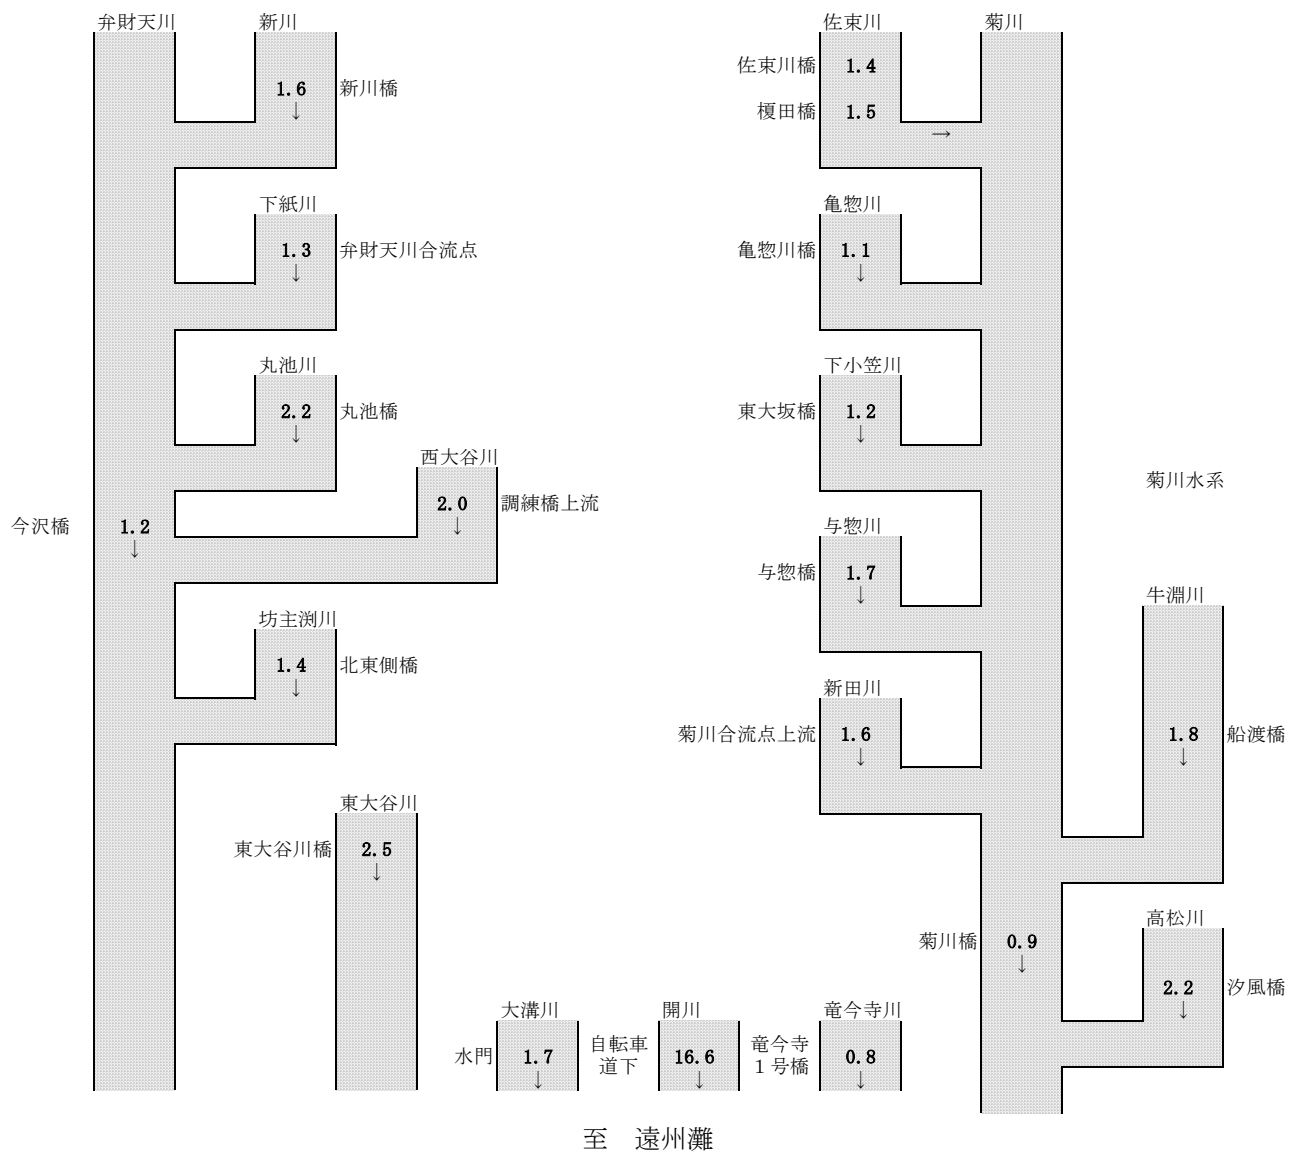 弁財天川
新川
佐束川
菊川
佐束川橋
1.4
1.6
新川橋
↓
榎田橋
1.5
→
下紙川
亀惣川
1.3
弁財天川合流点
↓
亀惣川橋
1.1
↓
丸池川
下小笠川
2.2
丸池橋
↓
東大坂橋
1.2
↓
西大谷川
菊川水系
2.0
調練橋上流
↓
今沢橋
1.2
↓
与惣川
与惣橋
1.7
↓
牛淵川
坊主渕川
1.4
北東側橋
↓
新田川
菊川合流点上流
1.6
↓
1.8
船渡橋
↓
東大谷川
東大谷川橋
2.5
↓
高松川
菊川橋
0.9
↓
2.2
汐風橋
↓
大溝川
開川
竜今寺川
水門
1.7
↓
自転車
道下
16.6
↓
竜今寺
1号橋
0.8
↓
至 遠州灘